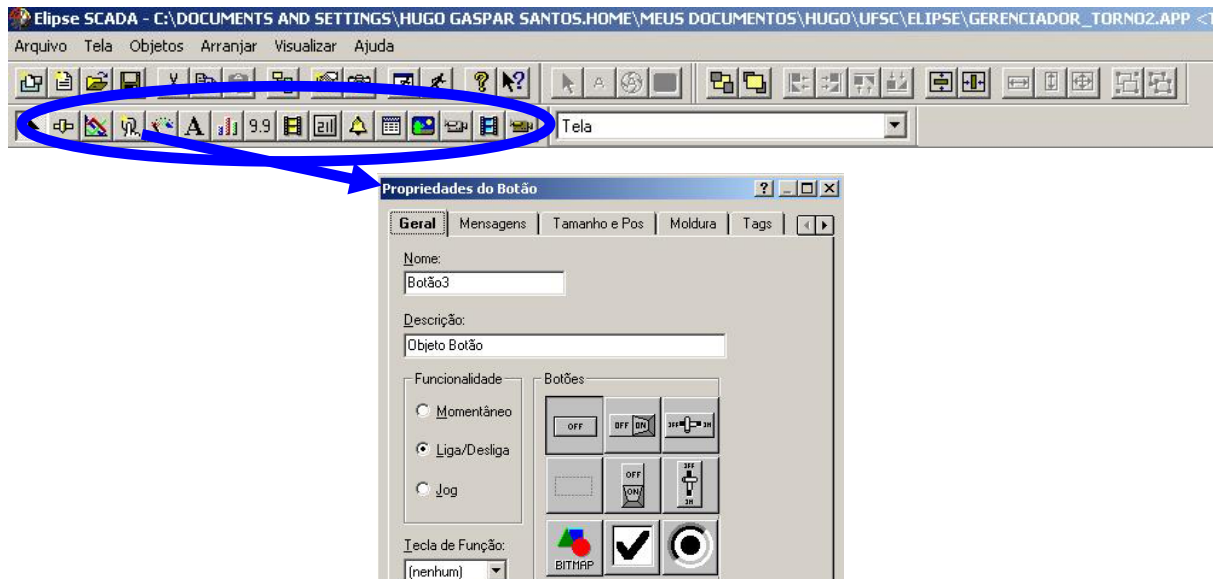 Elipse SCADA - C:\DOCUMENTS AND SETTINGS\HUGO GASPAR SANTOS.HOME\MEUS DOCUMENTOS\HUGO\UFSC\ELIPSE\GERENCIADOR_TORNO2.APP <T
Arquivo Tela Objetos Arranjar Visualizar Ajuda
A
A 9.9 Tela
Propriedades do Botão
Geral Mensagens Tamanho e Pos Moldura Tags
Nome:
Botão3
Descrição:
Objeto Botão
Funcionalidade Botões
Momentâneo
OFF OFF ON OFF
Liga/Desliga
OFF
ON
Jog
Tecla de Função:
BITMAP
(nenhum)